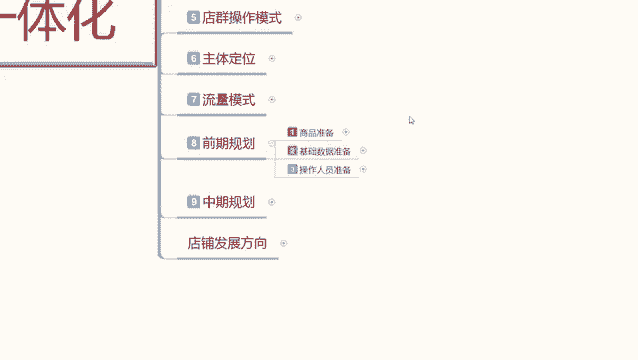 一体化
5 店群操作模式
6 主体定位
7 流量模式
8 前期规划
1 商品准备
2 基础数据准备
3 操作人员准备
9 中期规划
店铺发展方向